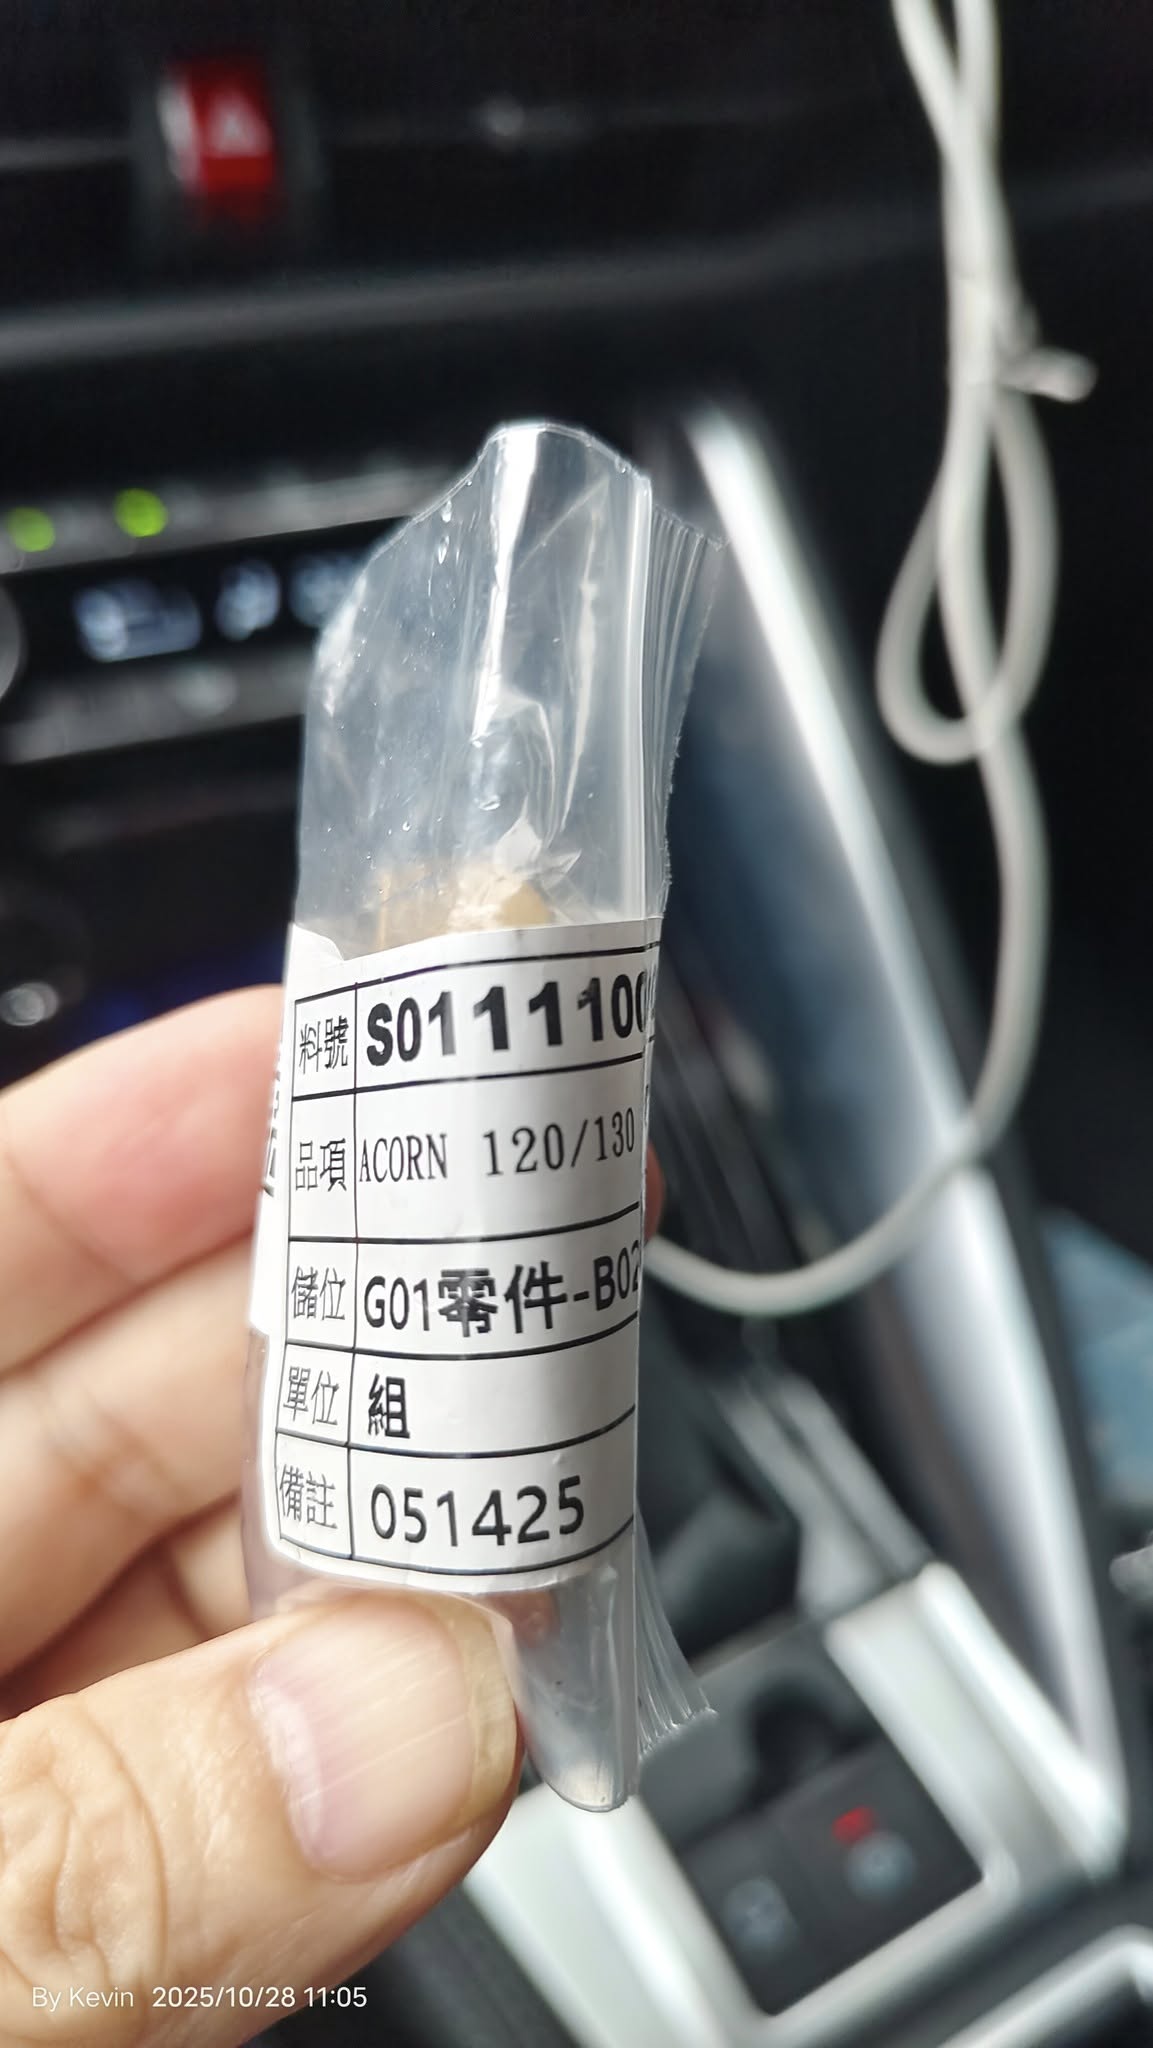 料號 S0111100
品項 ACORN 120/130
儲位 G01零件-B02
單位 組
備註 051425
By Kevin 2025/10/28 11:05